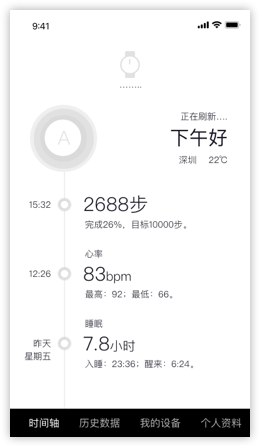 9:41
A
正在刷新....
下午好
深圳 22℃
15:32
2688步
完成26%，目标10000步。
心率
12:26
83bpm
最高：92；最低：66。
睡眠
昨天
星期五
7.8小时
入睡：23:36；醒来：6:24。
时间轴 历史数据 我的设备 个人资料